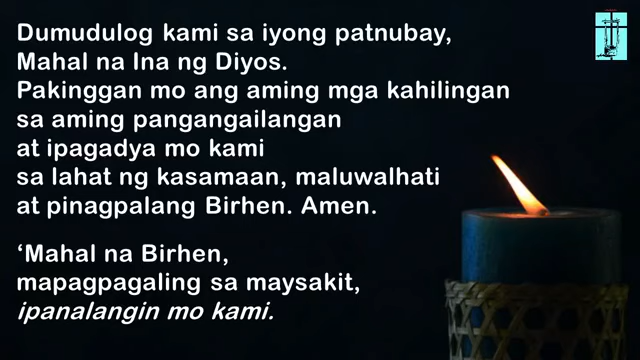 Dumudulog kami sa iyong patnubay,
Mahal na Ina ng Diyos.
Pakinggan mo ang aming mga kahilingan
sa aming pangangailangan
at ipagadya mo kami
sa lahat ng kasamaan, maluwalhati
at pinagpalang Birhen. Amen.
‘Mahal na Birhen,
mapagpagaling sa maysakit,
ipanalangin mo kami.